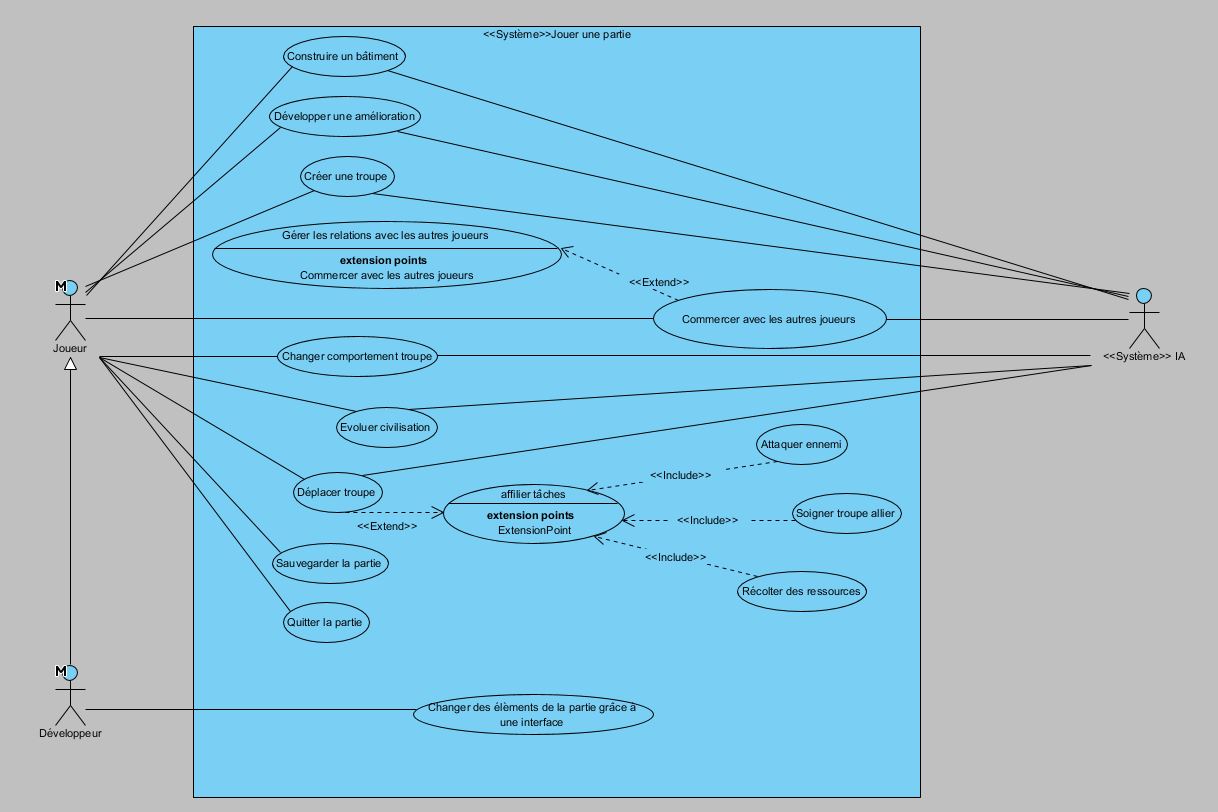 <<Système>>Jouer une partie
Construire un bâtiment
Développer une amélioration
Créer une troupe
Gérer les relations avec les autres joueurs
extension points
Commercer avec les autres joueurs
<<Extend>>
M
Joueur
Commercer avec les autres joueurs
<<Système>> IA
Changer comportement troupe
Evoluer civilisation
Attaquer ennemi
<<Include>>
Déplacer troupe
affilier tâches
extension points
ExtensionPoint
<<Extend>>
<<Include>>
Soigner troupe allier
<<Include>>
Sauvegarder la partie
Récolter des ressources
Quitter la partie
M
Développeur
Changer des élèments de la partie grâce à
une interface